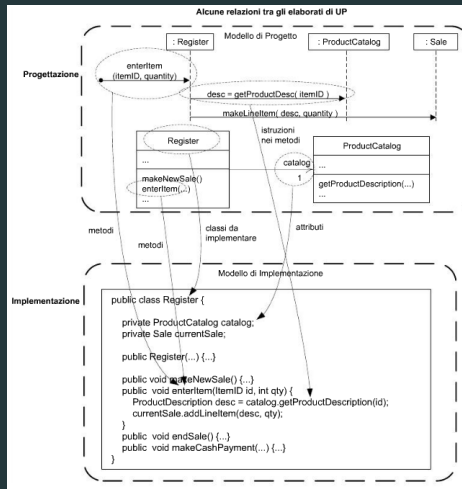 Alcune relazioni tra gli elaborati di UP
Modello di Progetto
: Register
: ProductCatalog
: Sale
enterItem
(itemID, quantity)
Progettazione
desc = getProductDesc( itemID )
makeLineItem( desc, quantity )
istruzioni
nei metodi
Register
...
makeNewSale()
enterItem(...)
...
catalog
1
ProductCatalog
...
getProductDescription(...)
...
metodi
metodi
classi da
implementare
attributi
Modello di Implementazione
Implementazione
public class Register {
private ProductCatalog catalog;
private Sale currentSale;
public Register(...) {...}
public void makeNewSale() {...}
public void enterItem(ItemID id, int qty) {
ProductDescription desc = catalog.getProductDescription(id);
currentSale.addLineItem(desc, qty);
}
public void endSale() {...}
public void makeCashPayment(...) {...}
}